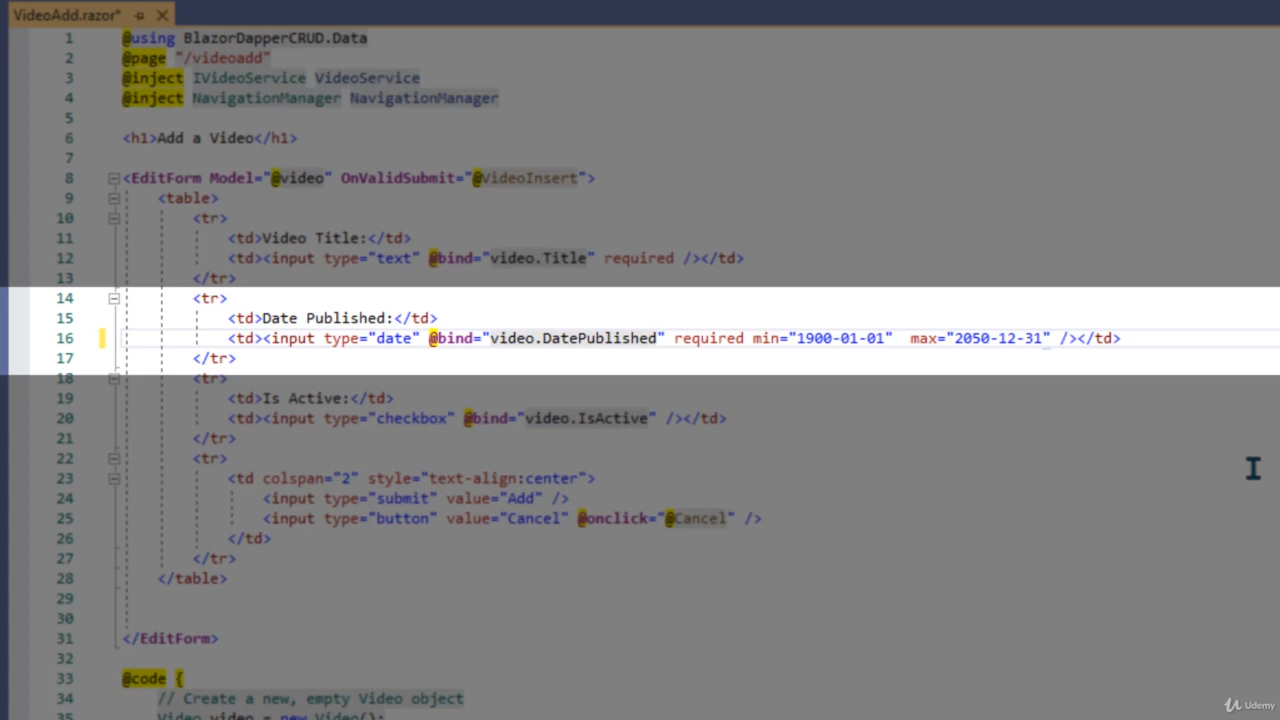 VideoAdd.razor*
1 @using BlazorDapperCRUD.Data
2 @page "/videoadd"
3 @inject IVideoService VideoService
4 @inject NavigationManager NavigationManager
5
6 <h1>Add a Video</h1>
7
8 <EditForm Model="@video" OnValidSubmit="@VideoInsert">
9 <table>
10 <tr>
11 <td>Video Title:</td>
12 <td><input type="text" @bind="video.Title" required /></td>
13 </tr>
14 <tr>
15 <td>Date Published:</td>
16 <td><input type="date" @bind="video.DatePublished" required min="1900-01-01"  max="2050-12-31" /></td>
17 </tr>
18 <tr>
19 <td>Is Active:</td>
20 <td><input type="checkbox" @bind="video.IsActive" /></td>
21 </tr>
22 <tr>
23 <td colspan="2" style="text-align:center">
24 <input type="submit" value="Add" />
25 <input type="button" value="Cancel" @onclick="@Cancel" />
26 </td>
27 </tr>
28 </table>
29
30
31 </EditForm>
32
33 @code {
34 // Create a new, empty Video object
35 Video video = new Video();
Udemy